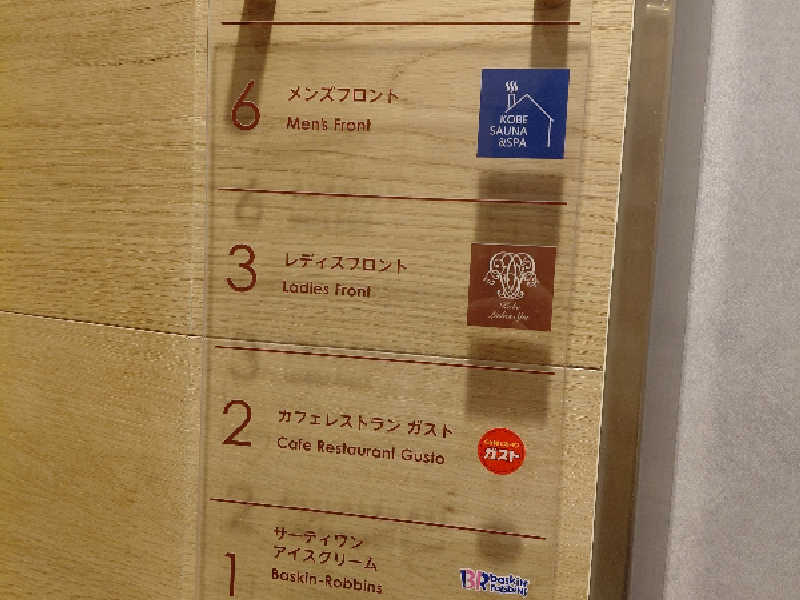 6
メンズフロント
Men's Front
KOBE
SAUNA
&SPA
3
レディスフロント
Ladies Front
2
カフェレストラン ガスト
Cafe Restaurant Gusto
ガスト
1
サーティワン
アイスクリーム
Baskin-Robbins
BR baskin
robbins